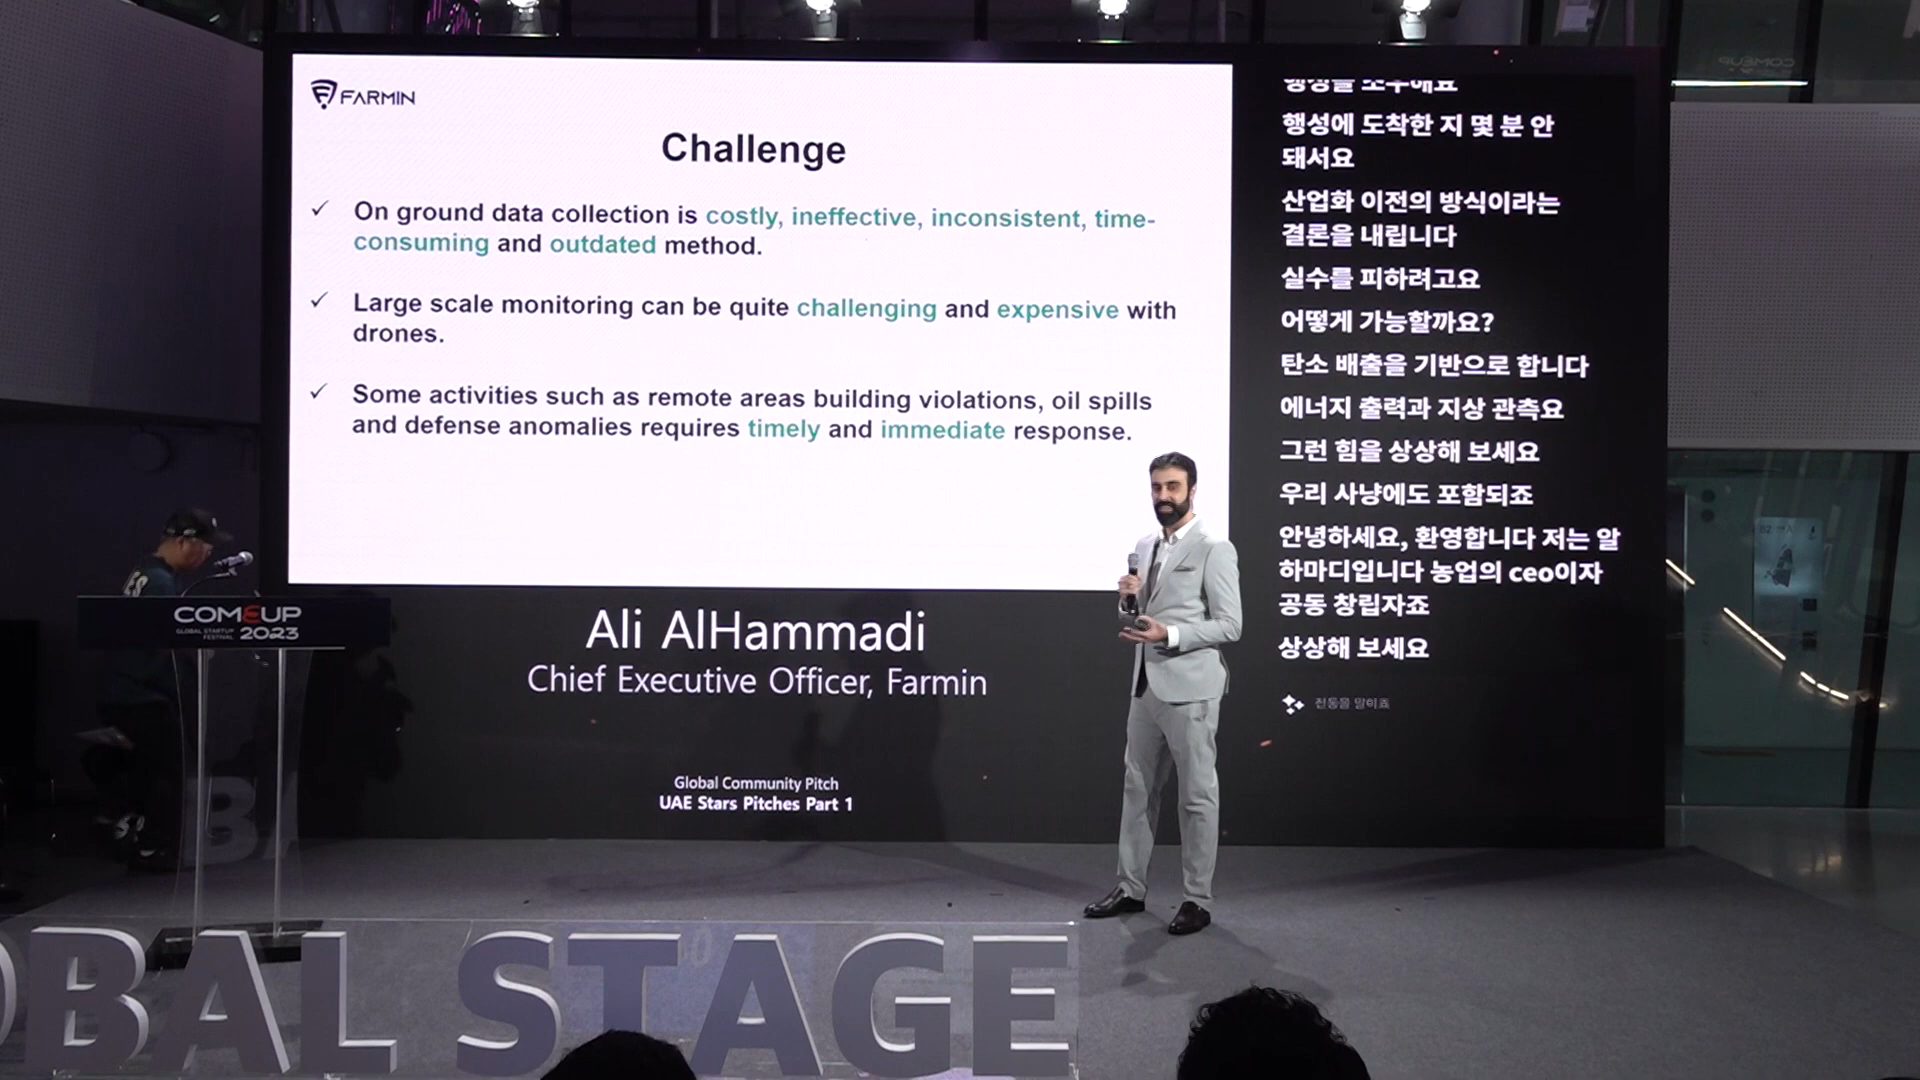 FARMIN
Challenge
✓ On ground data collection is costly, ineffective, inconsistent, time-
consuming and outdated method.
✓ Large scale monitoring can be quite challenging and expensive with
drones.
✓ Some activities such as remote areas building violations, oil spills
and defense anomalies requires timely and immediate response.
Ali AlHammadi
Chief Executive Officer, Farmin
Global Community Pitch
UAE Stars Pitches Part 1
행성에 도착한 지 몇 분 안
돼서요
산업화 이전의 방식이라는
결론을 내립니다
실수를 피하려고요
어떻게 가능할까요?
탄소 배출을 기반으로 합니다
에너지 출력과 지상 관측요
그런 힘을 상상해 보세요
우리 사냥에도 포함되죠
안녕하세요, 환영합니다 저는 알
하마디입니다 농업의 ceo이자
공동 창립자죠
상상해 보세요
COMEUP
GLOBAL STARTUP
FESTIVAL 2023
BAL STAGE